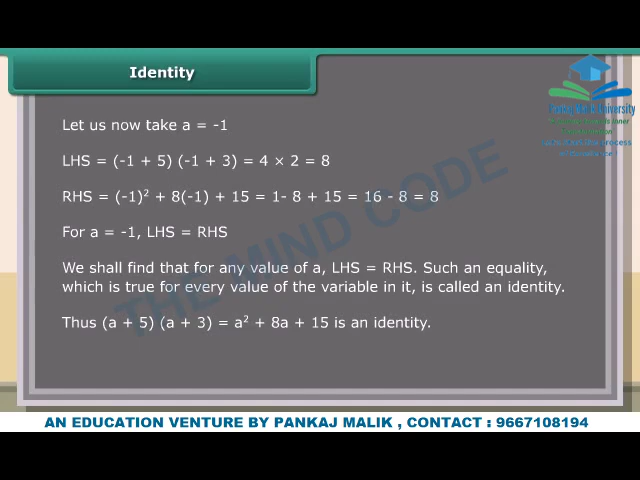 Identity
Pankaj Malik University
Let us now take a = -1
LHS = (-1 + 5) (-1 + 3) = 4 × 2 = 8
RHS = (-1)² + 8(-1) + 15 = 1- 8 + 15 = 16 - 8 = 8
For a = -1, LHS = RHS
We shall find that for any value of a, LHS = RHS. Such an equality,
which is true for every value of the variable in it, is called an identity.
Thus (a + 5) (a + 3) = a² + 8a + 15 is an identity.
THE MIND CODE
AN EDUCATION VENTURE BY PANKAJ MALIK , CONTACT : 9667108194